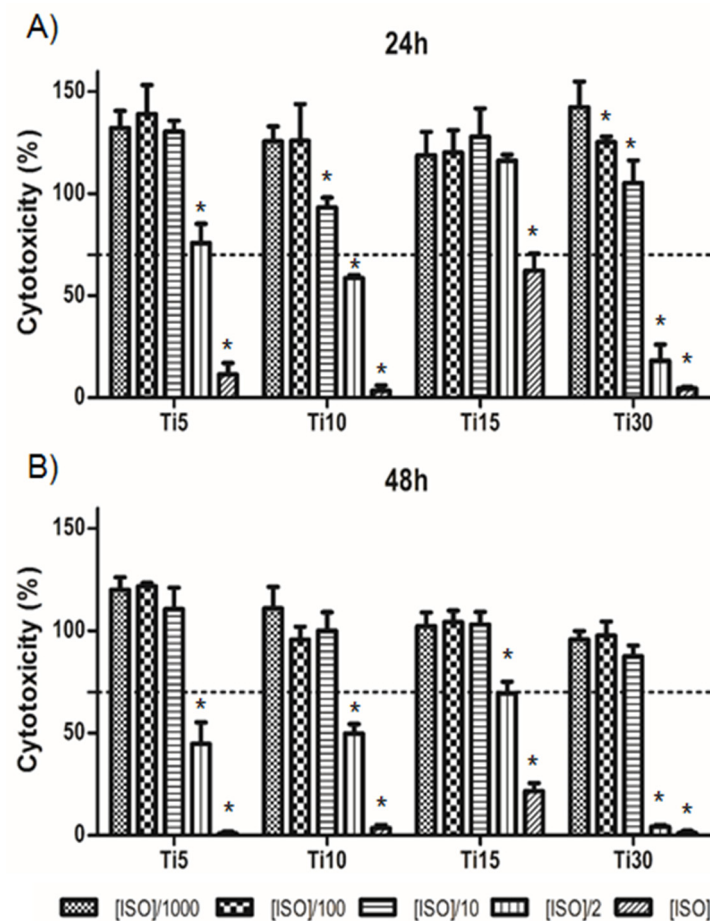 A)
24h
Cytotoxicity (%)
150
100
50
0
* * * * * * * * * *
Ti5 Ti10 Ti15 Ti30
B)
48h
Cytotoxicity (%)
150
100
50
0
* * * * * * * *
Ti5 Ti10 Ti15 Ti30
[ISO]/1000 [ISO]/100 [ISO]/10 [ISO]/2 [ISO]